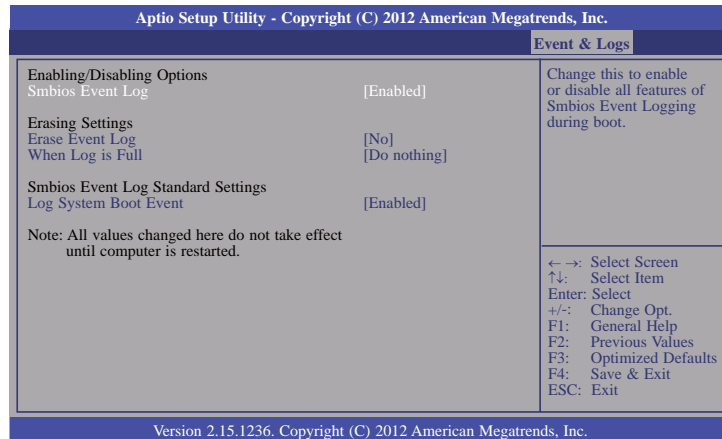 Aptio Setup Utility - Copyright (C) 2012 American Megatrends, Inc.
Event & Logs
Enabling/Disabling Options
Smbios Event Log [Enabled]
Erasing Settings
Erase Event Log [No]
When Log is Full [Do nothing]
Smbios Event Log Standard Settings
Log System Boot Event [Enabled]
Note: All values changed here do not take effect
until computer is restarted.
Change this to enable
or disable all features of
Smbios Event Logging
during boot.
← →: Select Screen
↑↓: Select Item
Enter: Select
+/-: Change Opt.
F1: General Help
F2: Previous Values
F3: Optimized Defaults
F4: Save & Exit
ESC: Exit
Version 2.15.1236. Copyright (C) 2012 American Megatrends, Inc.